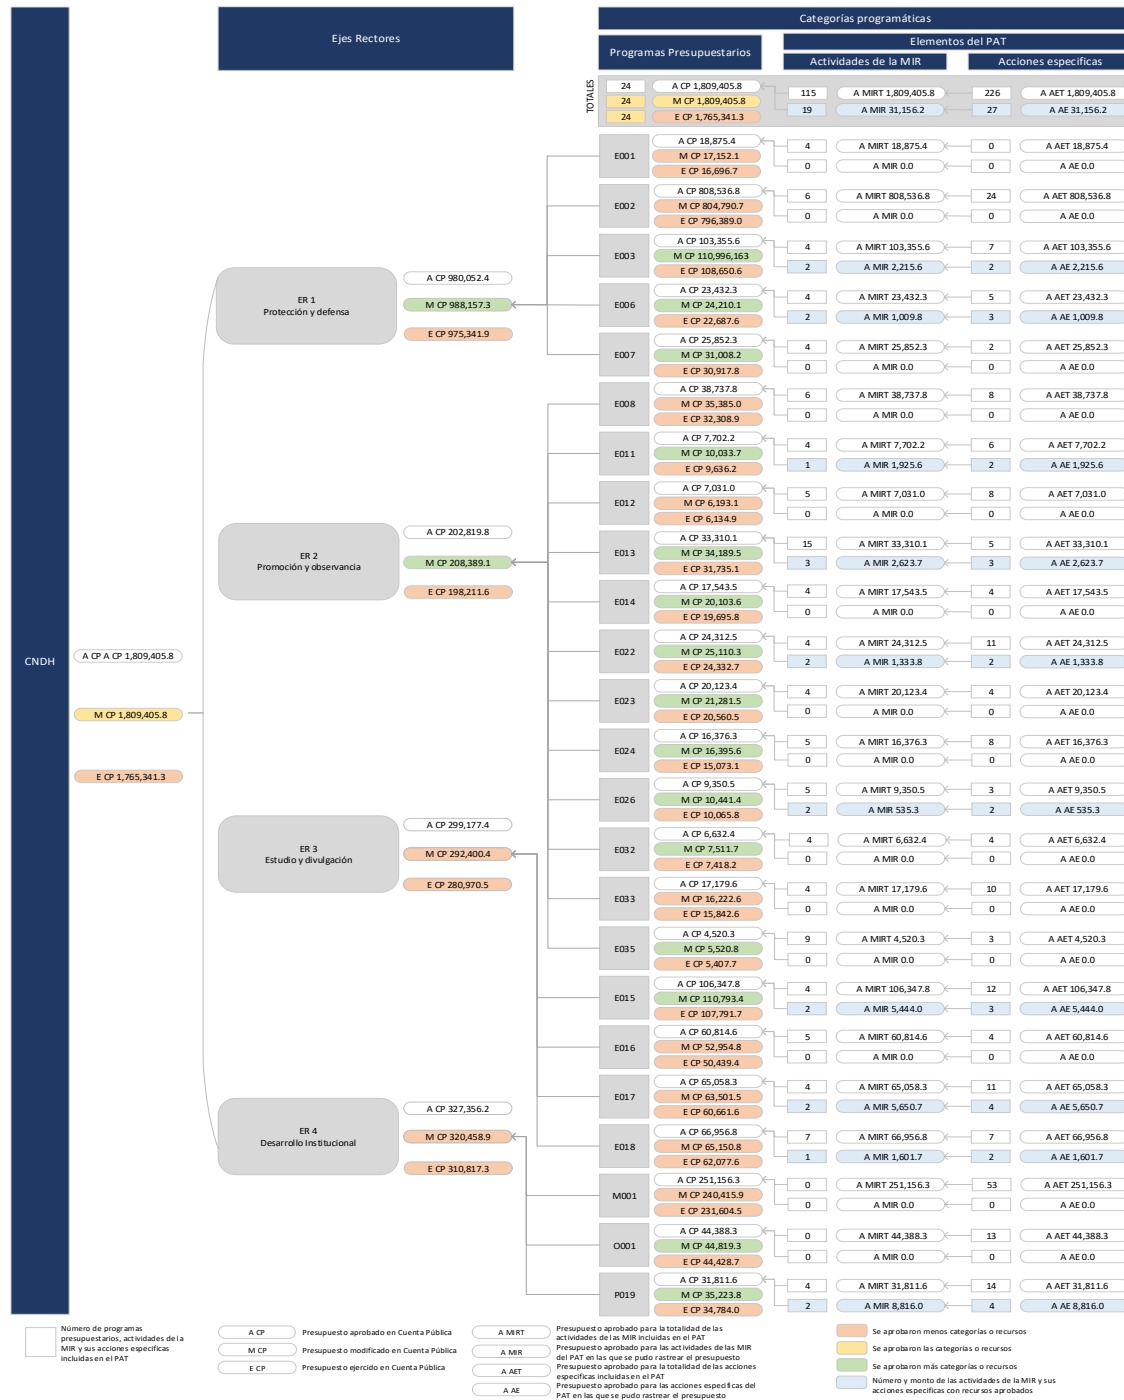 Ejes Rectores
Categorías programáticas
Programas Presupuestarios
Elementos del PAT
Actividades de la MIR
Acciones específicas
TOTALES
24 A CP 1,809,405.8
24 M CP 1,809,405.8
24 E CP 1,765,341.3
115 A MIRT 1,809,405.8 226 A AET 1,809,405.8
19 A MIR 31,156.2 27 A AE 31,156.2
CNDH
A CP A CP 1,809,405.8
M CP 1,809,405.8
E CP 1,765,341.3
ER 1
Protección y defensa
A CP 980,052.4
M CP 988,157.3
E CP 975,341.9
ER 2
Promoción y observancia
A CP 202,819.8
M CP 208,389.1
E CP 198,211.6
ER 3
Estudio y divulgación
A CP 299,177.4
M CP 292,400.4
E CP 280,970.5
ER 4
Desarrollo Institucional
A CP 327,356.2
M CP 320,458.9
E CP 310,817.3
E001
A CP 18,875.4
M CP 17,152.1
E CP 16,696.7
4 A MIRT 18,875.4 0 A AET 18,875.4
0 A MIR 0.0 0 A AE 0.0
E002
A CP 808,536.8
M CP 804,790.7
E CP 796,389.0
6 A MIRT 808,536.8 24 A AET 808,536.8
0 A MIR 0.0 0 A AE 0.0
E003
A CP 103,355.6
M CP 110,996,163
E CP 108,650.6
4 A MIRT 103,355.6 7 A AET 103,355.6
2 A MIR 2,215.6 2 A AE 2,215.6
E006
A CP 23,432.3
M CP 24,210.1
E CP 22,687.6
4 A MIRT 23,432.3 5 A AET 23,432.3
2 A MIR 1,009.8 3 A AE 1,009.8
E007
A CP 25,852.3
M CP 31,008.2
E CP 30,917.8
4 A MIRT 25,852.3 2 A AET 25,852.3
0 A MIR 0.0 0 A AE 0.0
E008
A CP 38,737.8
M CP 35,385.0
E CP 32,308.9
6 A MIRT 38,737.8 8 A AET 38,737.8
0 A MIR 0.0 0 A AE 0.0
E011
A CP 7,702.2
M CP 10,033.7
E CP 9,636.2
4 A MIRT 7,702.2 6 A AET 7,702.2
1 A MIR 1,925.6 2 A AE 1,925.6
E012
A CP 7,031.0
M CP 6,193.1
E CP 6,134.9
5 A MIRT 7,031.0 8 A AET 7,031.0
0 A MIR 0.0 0 A AE 0.0
E013
A CP 33,310.1
M CP 34,189.5
E CP 31,735.1
15 A MIRT 33,310.1 5 A AET 33,310.1
3 A MIR 2,623.7 3 A AE 2,623.7
E014
A CP 17,543.5
M CP 20,103.6
E CP 19,695.8
4 A MIRT 17,543.5 4 A AET 17,543.5
0 A MIR 0.0 0 A AE 0.0
E022
A CP 24,312.5
M CP 25,110.3
E CP 24,332.7
4 A MIRT 24,312.5 11 A AET 24,312.5
2 A MIR 1,333.8 2 A AE 1,333.8
E023
A CP 20,123.4
M CP 21,281.5
E CP 20,560.5
4 A MIRT 20,123.4 4 A AET 20,123.4
0 A MIR 0.0 0 A AE 0.0
E024
A CP 16,376.3
M CP 16,395.6
E CP 15,073.1
5 A MIRT 16,376.3 8 A AET 16,376.3
0 A MIR 0.0 0 A AE 0.0
E026
A CP 9,350.5
M CP 10,441.4
E CP 10,065.8
5 A MIRT 9,350.5 3 A AET 9,350.5
2 A MIR 535.3 2 A AE 535.3
E032
A CP 6,632.4
M CP 7,511.7
E CP 7,418.2
4 A MIRT 6,632.4 4 A AET 6,632.4
0 A MIR 0.0 0 A AE 0.0
E033
A CP 17,179.6
M CP 16,222.6
E CP 15,842.6
4 A MIRT 17,179.6 10 A AET 17,179.6
0 A MIR 0.0 0 A AE 0.0
E035
A CP 4,520.3
M CP 5,520.8
E CP 5,407.7
9 A MIRT 4,520.3 3 A AET 4,520.3
0 A MIR 0.0 0 A AE 0.0
E015
A CP 106,347.8
M CP 110,793.4
E CP 107,791.7
4 A MIRT 106,347.8 12 A AET 106,347.8
2 A MIR 5,444.0 3 A AE 5,444.0
E016
A CP 60,814.6
M CP 52,954.8
E CP 50,439.4
5 A MIRT 60,814.6 4 A AET 60,814.6
0 A MIR 0.0 0 A AE 0.0
E017
A CP 65,058.3
M CP 63,501.5
E CP 60,661.6
4 A MIRT 65,058.3 11 A AET 65,058.3
2 A MIR 5,650.7 4 A AE 5,650.7
E018
A CP 66,956.8
M CP 65,150.8
E CP 62,077.6
7 A MIRT 66,956.8 7 A AET 66,956.8
1 A MIR 1,601.7 2 A AE 1,601.7
M001
A CP 251,156.3
M CP 240,415.9
E CP 231,604.5
0 A MIRT 251,156.3 53 A AET 251,156.3
0 A MIR 0.0 0 A AE 0.0
O001
A CP 44,388.3
M CP 44,819.3
E CP 44,428.7
0 A MIRT 44,388.3 13 A AET 44,388.3
0 A MIR 0.0 0 A AE 0.0
P019
A CP 31,811.6
M CP 35,223.8
E CP 34,784.0
4 A MIRT 31,811.6 14 A AET 31,811.6
2 A MIR 8,816.0 4 A AE 8,816.0
Número de programas
presupuestarios, actividades de la
MIR y sus acciones especificas
incluidas en el PAT
A CP Presupuesto aprobado en Cuenta Pública
M CP Presupuesto modificado en Cuenta Pública
E CP Presupuesto ejercido en Cuenta Pública
A MIRT Presupuesto aprobado para la totalidad de las
actividades de las MIR incluidas en el PAT
A MIR Presupuesto aprobado para las actividades de las MIR
del PAT en las que se pudo rastrear el presupuesto
A AET Presupuesto aprobado para la totalidad de las acciones
especificas incluidas en el PAT
A AE Presupuesto aprobado para las acciones especificas del
PAT en las que se pudo rastrear el presupuesto
Se aprobaron menos categorías o recursos
Se aprobaron las categorías o recursos
Se aprobaron más categorías o recursos
Número y monto de las actividades de la MIR y sus
acciones especificas con recursos aprobados